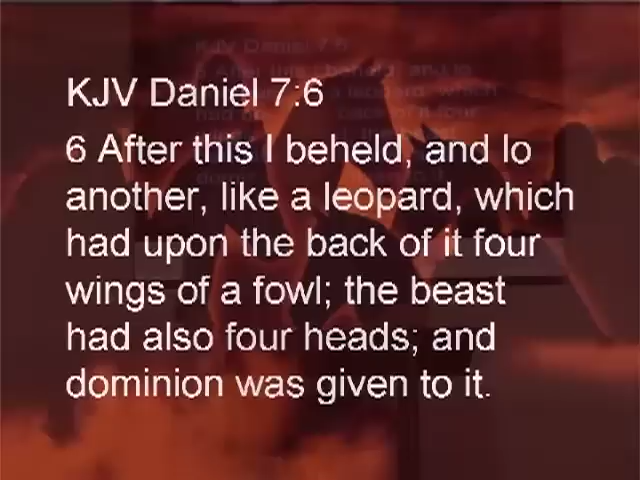 KJV Daniel 7:6
6 After this I beheld, and lo
another, like a leopard, which
had upon the back of it four
wings of a fowl; the beast
had also four heads; and
dominion was given to it.